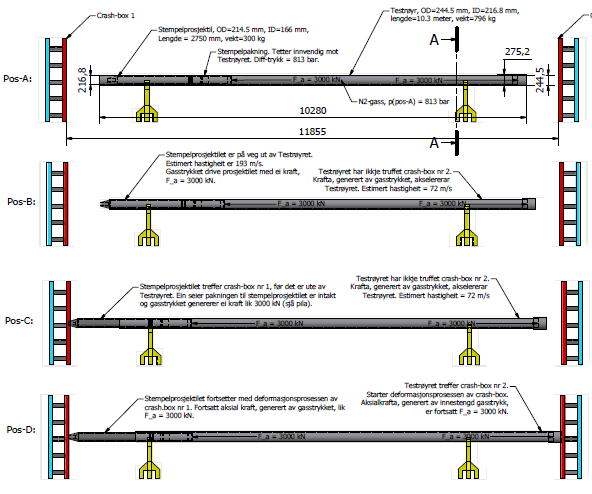 Crash-box 1
Stempelprosjektil, OD=214.5 mm, ID=166 mm
Lengde = 2750 mm, vekt=300 kg
Testrøyr, OD=244.5 mm, ID=216.8 mm,
lengde=10.3 meter, vekt=796 kg
C
A
Stempelpakning. Tetter innvendig mot
Testrøyret. Diff-trykk = 813 bar.
275,2
Pos-A:
216,8
F_a = 3000 kN
F_a = 3000 kN
244,5
N2-gass, p(pos-A) = 813 bar
10280
11855
A
Stempelprosjektilet er på veg ut av Testrøyret.
Estimert hastigheit er 193 m/s.
Gasstrykket drive prosjektilet med ei kraft,
F_a = 3000 kN.
Testrøyret har ikkje truffet crash-box nr 2.
Krafta, generert av gasstrykket, akselererar
Testrøyret. Estimert hastighet = 72 m/s
Pos-B:
F_a = 3000 kN
F_a = 3000 kN
Stempelprosjektilet treffer crash-box nr 1, før det er ute av
Testrøyret. Ein seier pakningen til stempelprosjektilet er intakt
og gasstrykket genererer ei kraft lik 3000 kN (sjå pila).
Testrøyret har ikkje truffet crash-box nr 2.
Krafta, generert av gasstrykket, akselererar
Testrøyret. Estimert hastighet = 72 m/s
Pos-C:
F_a = 3000 kN
F_a = 3000 kN
Stempelprosjektilet fortsetter med deformasjonsprosessen av
crash-box nr 1. Fortsatt aksial kraft, generert av gasstrykket, lik
F_a = 3000 kN.
Testrøyret treffer crash-box nr 2.
Starter deformasjonsprosessen av crash-box.
Aksialkrafta, generert av innestengd gasstrykk,
er fortsatt F_a = 3000 kN.
Pos-D:
F_a = 3000 kN
F_a = 3000 kN